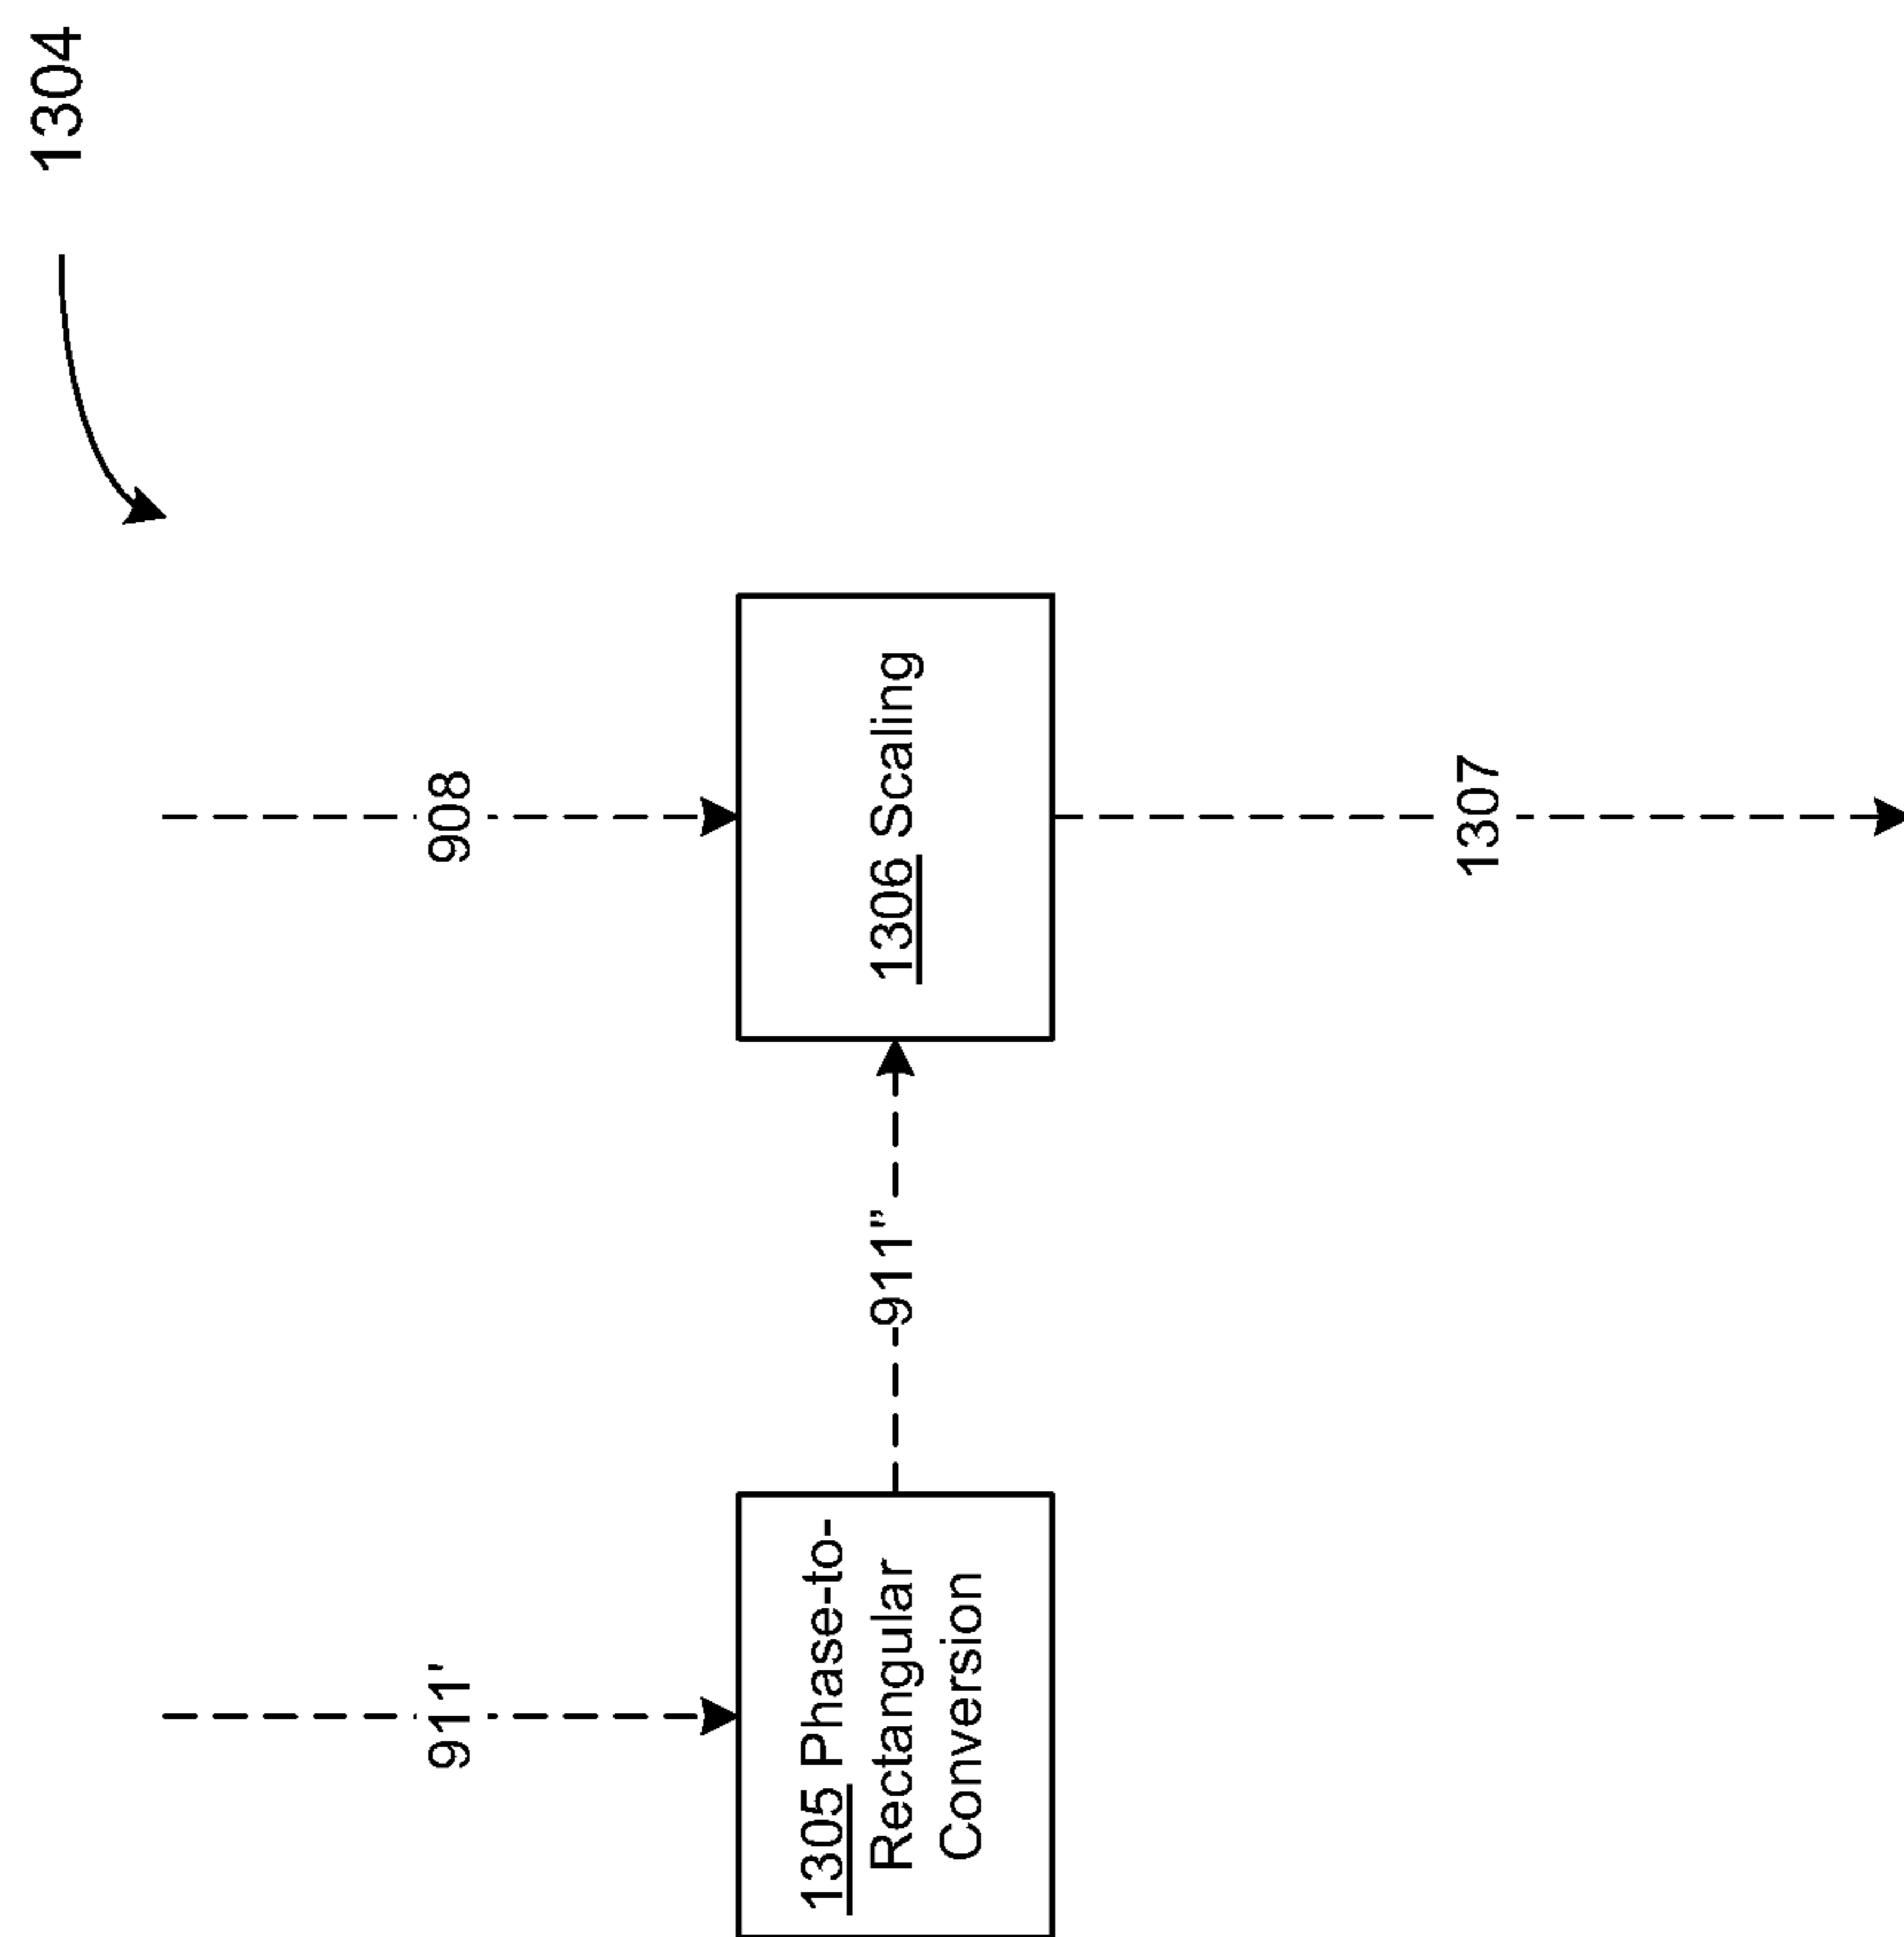 1304
908
911'
1306 Scaling
911”
1305 Phase-to-
Rectangular
Conversion
1307